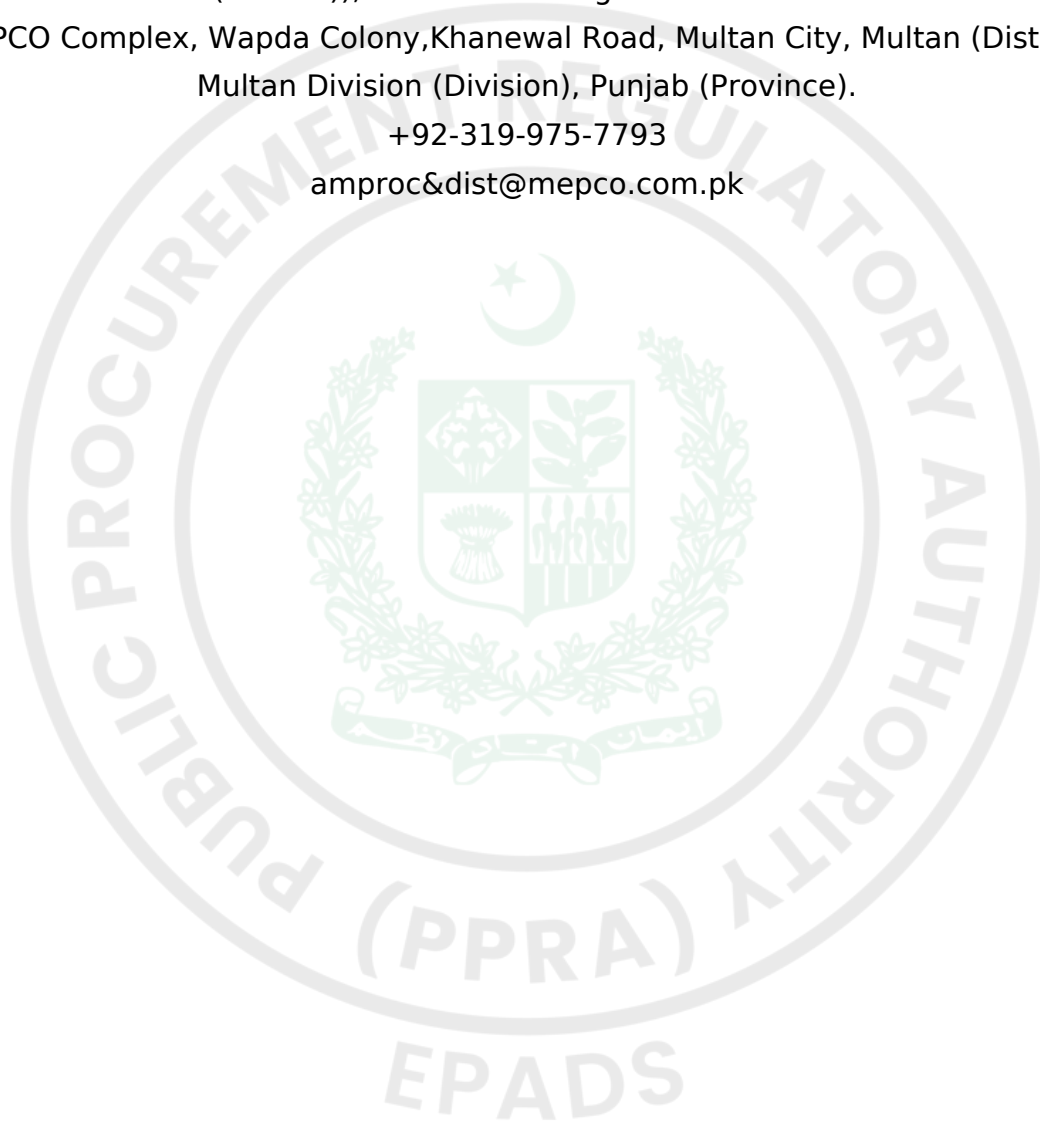 PCO Complex, Wapda Colony,Khanewal Road, Multan City, Multan (Dist
Multan Division (Division), Punjab (Province).
+92-319-975-7793
amproc&dist@mepco.com.pk
PUBLIC PROCUREMENT REGULATORY AUTHORITY
(PPRA)
EPADS